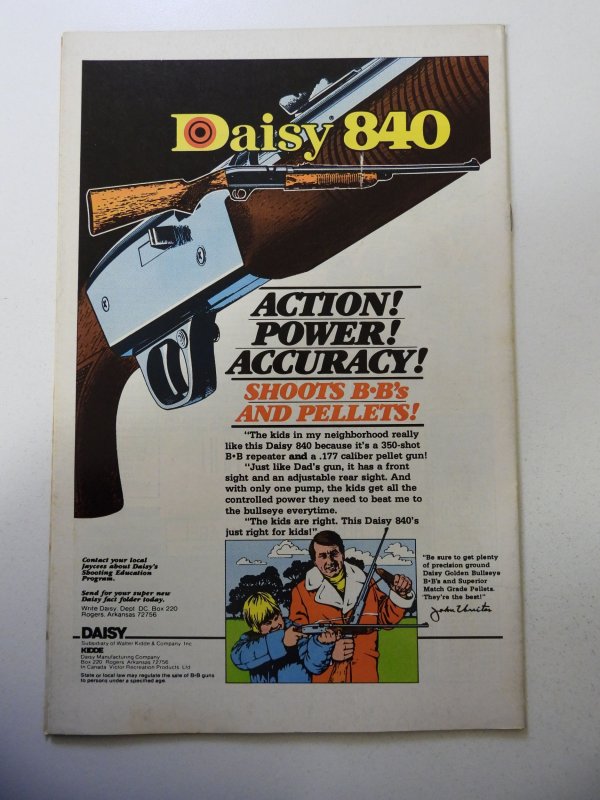 Daisy 840
ACTION!
POWER!
ACCURACY!
SHOOTS B•B's
AND PELLETS!
"The kids in my neighborhood really
like this Daisy 840 because it's a 350-shot
B•B repeater and a .177 caliber pellet gun!
"Just like Dad's gun, it has a front
sight and an adjustable rear sight. And
with only one pump, the kids get all the
controlled power they need to beat me to
the bullseye everytime.
"The kids are right. This Daisy 840's
just right for kids!"
Contact your local
Jaycees about Daisy's
Shooting Education
Program.
Send for your super new
Daisy fact folder today.
Write Daisy, Dept. DC, Box 220
Rogers, Arkansas 72756
DAISY
Subsidiary of Walter Kidde & Company, Inc.
KIDDE
Daisy Manufacturing Company
Box 220, Rogers, Arkansas 72756
In Canada: Victor Recreation Products, Ltd.
State or local law may regulate the sale of B•B guns
to persons under a specified age.
"Be sure to get plenty
of precision ground
Daisy Golden Bullseye
B•B's and Superior
Match Grade Pellets.
They're the best!"